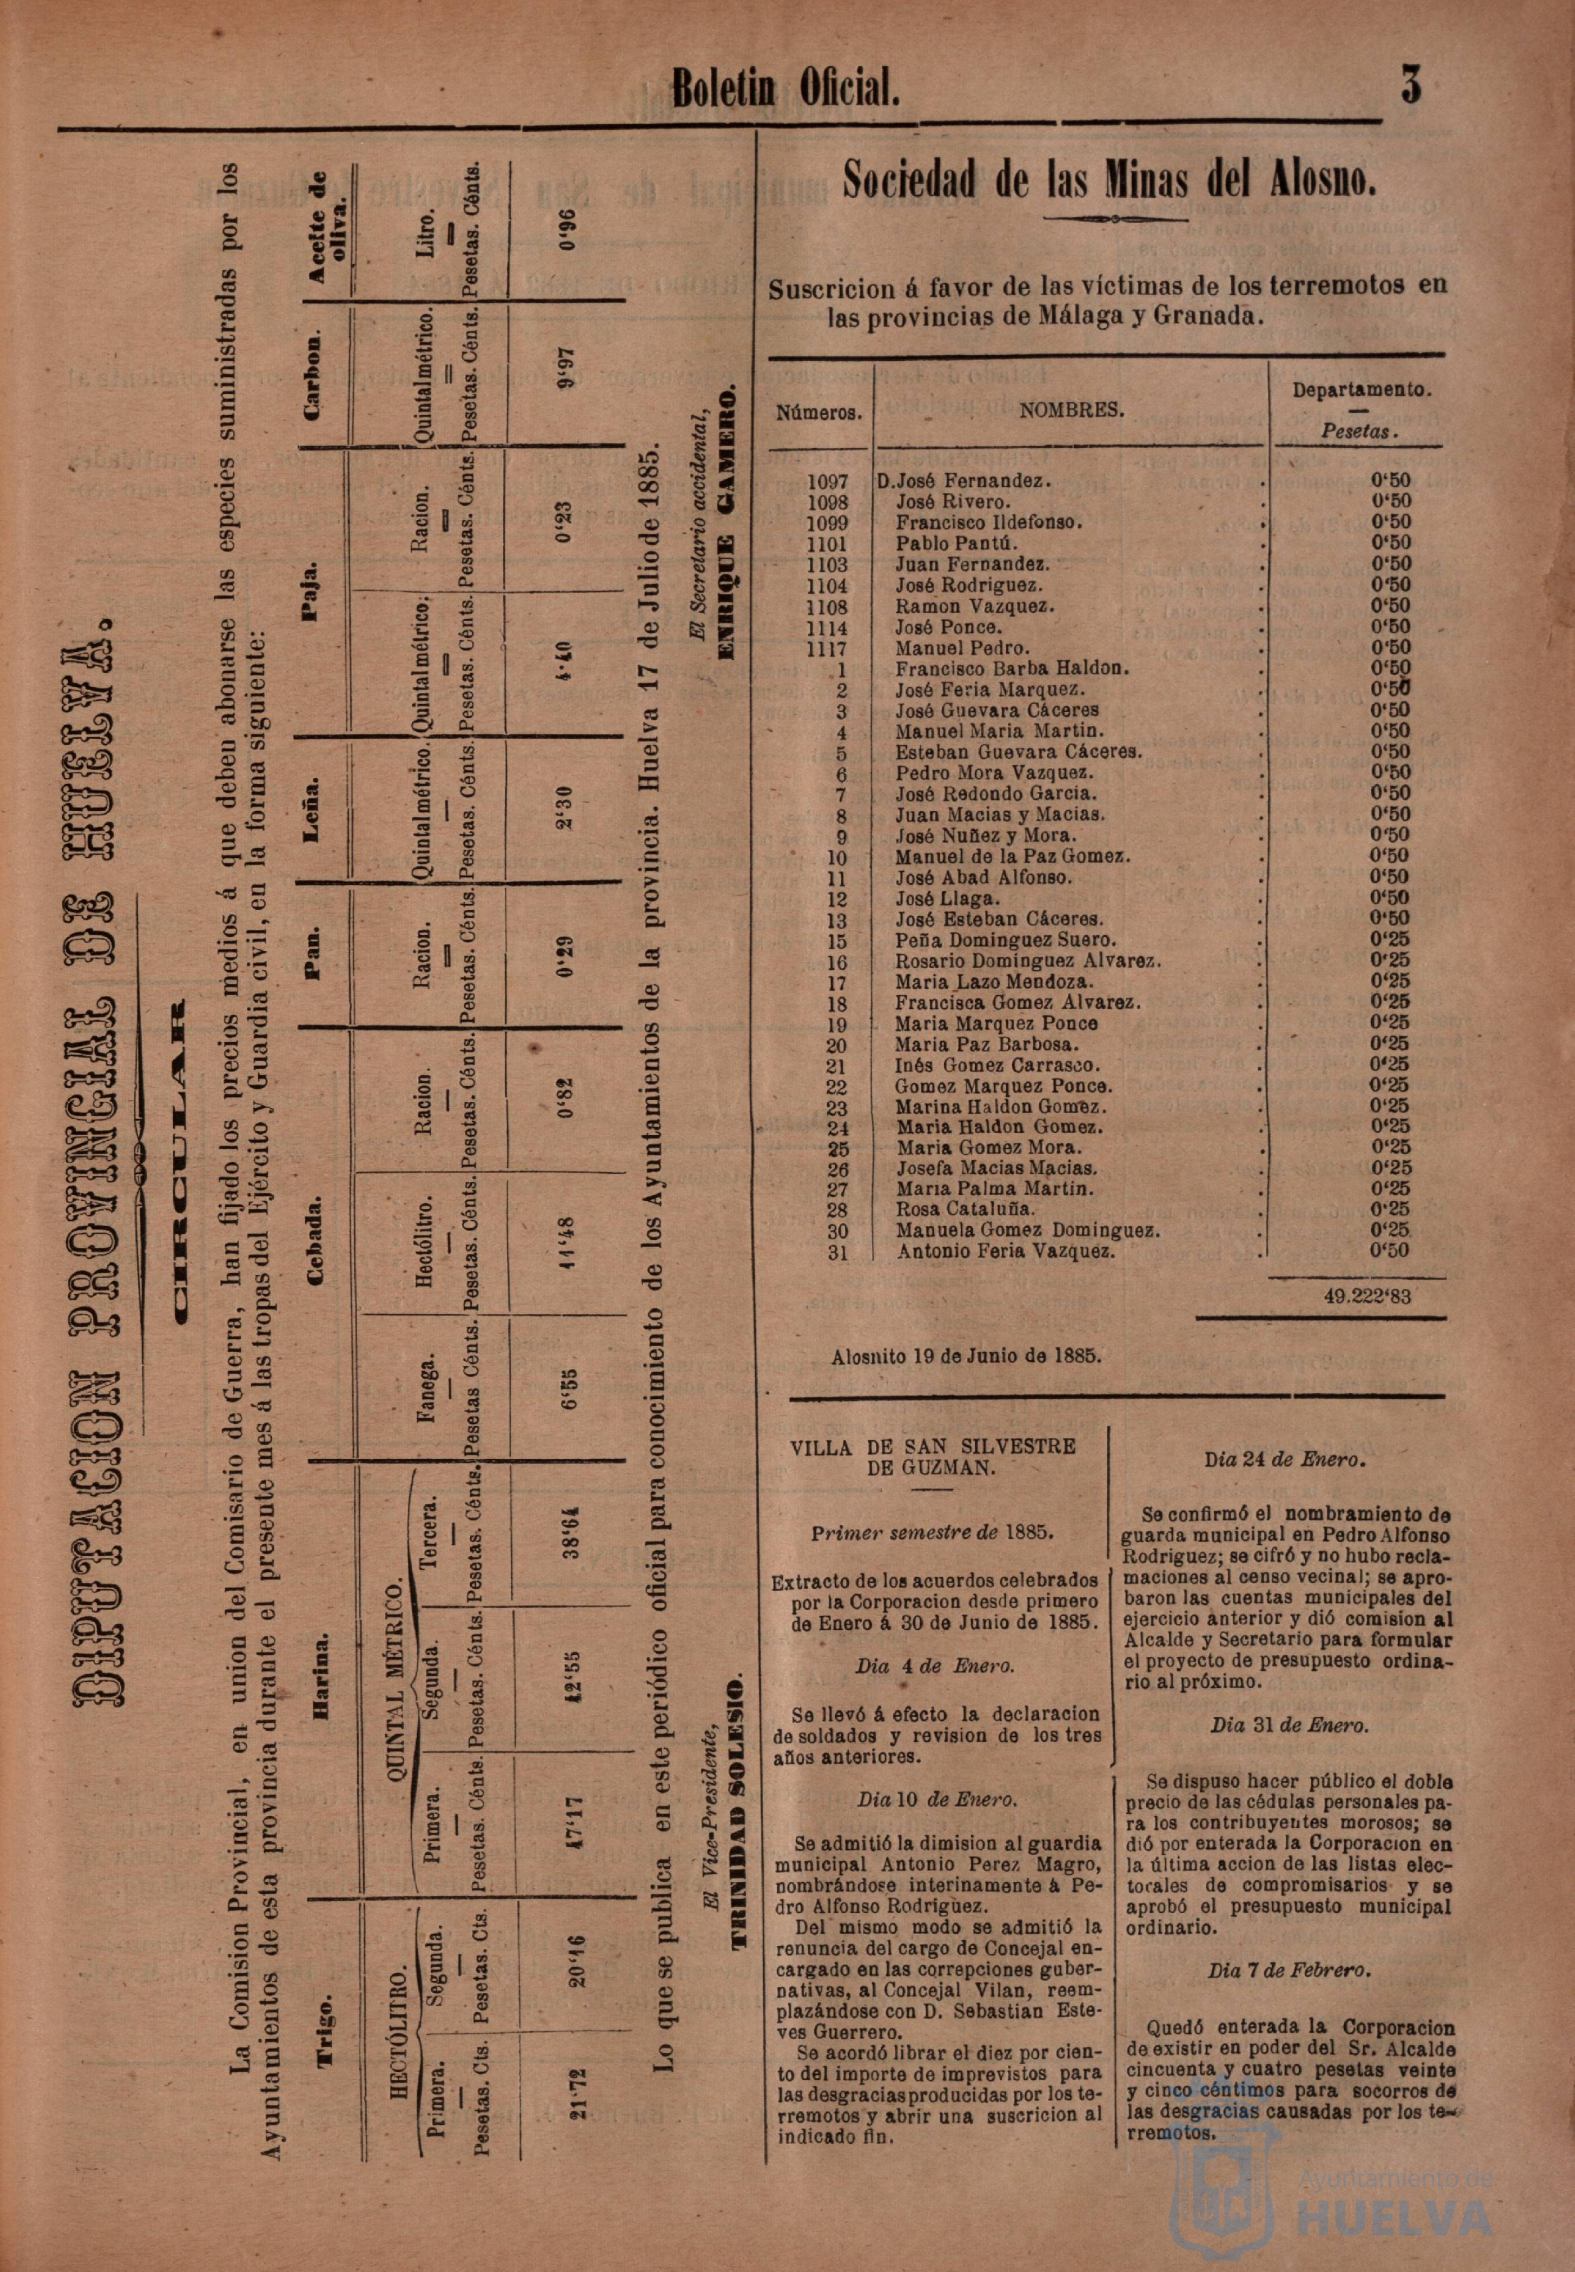 Boletin Oficial.
3
DIPUTACION PROVINCIAL DE HUELVA.
CIRCULAR
La Comision Provincial, en union del Comisario de Guerra, han fijado los precios medios á que deben abonarse las especies suministradas por los
Ayuntamientos de esta provincia durante el presente mes á las tropas del Ejército y Guardia civil, en la forma siguiente:
Trigo. Harina. Cebada. Pan. Leña. Paja. Carbon. Aceite de oliva.
HECTÓLITRO. QUINTAL MÉTRICO.
Primera. Segunda. Primera. Segunda. Tercera. Fanega. Hectólitro. Racion. Racion. Quintal métrico. Quintal métrico; Racion. Quintal métrico. Litro.
Pesetas. Cts. Pesetas. Cts. Pesetas. Cénts. Pesetas. Cénts. Pesetas. Cénts. Pesetas Cénts. Pesetas. Cénts. Pesetas. Cénts. Pesetas. Cénts. Pesetas. Cénts. Pesetas. Cénts. Pesetas. Cénts. Pesetas. Cénts. Pesetas. Cénts.
21·72 20'16 47'17 42'55 38'64 6'55 11'48 0'82 0'29 2'30 4·40 0'23 9'97 0'96
Lo que se publica en este periódico oficial para conocimiento de los Ayuntamientos de la provincia. Huelva 17 de Julio de 1885.
El Vice-Presidente,
TRINIDAD SOLESIO.
El Secretario accidental,
ENRIQUE GAMERO.
Sociedad de las Minas del Alosno.
Suscricion á favor de las víctimas de los terremotos en
las provincias de Málaga y Granada.
Números. NOMBRES. Departamento.
Pesetas.
1097 D. José Fernandez. 0'50
1098 José Rivero. 0'50
1099 Francisco Ildefonso. 0'50
1101 Pablo Pantú. 0'50
1103 Juan Fernandez. 0'50
1104 José Rodriguez. 0'50
1108 Ramon Vazquez. 0'50
1114 José Ponce. 0'50
1117 Manuel Pedro. 0'50
1 Francisco Barba Haldon. 0'50
2 José Feria Marquez. 0'50
3 José Guevara Cáceres 0'50
4 Manuel Maria Martin. 0'50
5 Esteban Guevara Cáceres. 0'50
6 Pedro Mora Vazquez. 0'50
7 José Redondo Garcia. 0'50
8 Juan Macias y Macias. 0'50
9 José Nuñez y Mora. 0'50
10 Manuel de la Paz Gomez. 0'50
11 José Abad Alfonso. 0'50
12 José Llaga. 0'50
13 José Esteban Cáceres. 0'50
15 Peña Dominguez Suero. 0'25
16 Rosario Dominguez Alvarez. 0'25
17 Maria Lazo Mendoza. 0'25
18 Francisca Gomez Alvarez. 0'25
19 Maria Marquez Ponce 0'25
20 Maria Paz Barbosa. 0'25
21 Inés Gomez Carrasco. 0'25
22 Gomez Marquez Ponce. 0'25
23 Marina Haldon Gomez. 0'25
24 Maria Haldon Gomez. 0'25
25 Maria Gomez Mora. 0'25
26 Josefa Macias Macias. 0'25
27 Maria Palma Martin. 0'25
28 Rosa Cataluña. 0'25
30 Manuela Gomez Dominguez. 0'25
31 Antonio Feria Vazquez. 0'50
49.222'83
Alosnito 19 de Junio de 1885.
VILLA DE SAN SILVESTRE
DE GUZMAN.
Primer semestre de 1885.
Extracto de los acuerdos celebrados
por la Corporacion desde primero
de Enero á 30 de Junio de 1885.
Dia 4 de Enero.
Se llevó á efecto la declaracion
de soldados y revision de los tres
años anteriores.
Dia 10 de Enero.
Se admitió la dimision al guardia
municipal Antonio Perez Magro,
nombrándose interinamente á Pe-
dro Alfonso Rodriguez.
Del mismo modo se admitió la
renuncia del cargo de Concejal en-
cargado en las correpciones guber-
nativas, al Concejal Vilan, reem-
plazándose con D. Sebastian Este-
ves Guerrero.
Se acordó librar el diez por cien-
to del importe de imprevistos para
las desgracias producidas por los te-
rremotos y abrir una suscricion al
indicado fin.
Dia 24 de Enero.
Se confirmó el nombramiento de
guarda municipal en Pedro Alfonso
Rodriguez; se cifró y no hubo recla-
maciones al censo vecinal; se apro-
baron las cuentas municipales del
ejercicio anterior y dió comision al
Alcalde y Secretario para formular
el proyecto de presupuesto ordina-
rio al próximo.
Dia 31 de Enero.
Se dispuso hacer público el doble
precio de las cédulas personales pa-
ra los contribuyentes morosos; se
dió por enterada la Corporacion en
la última accion de las listas elec-
torales de compromisarios y se
aprobó el presupuesto municipal
ordinario.
Dia 7 de Febrero.
Quedó enterada la Corporacion
de existir en poder del Sr. Alcalde
cincuenta y cuatro pesetas veinte
y cinco céntimos para socorros de
las desgracias causadas por los te-
rremotos.
Ayuntamiento de
HUELVA